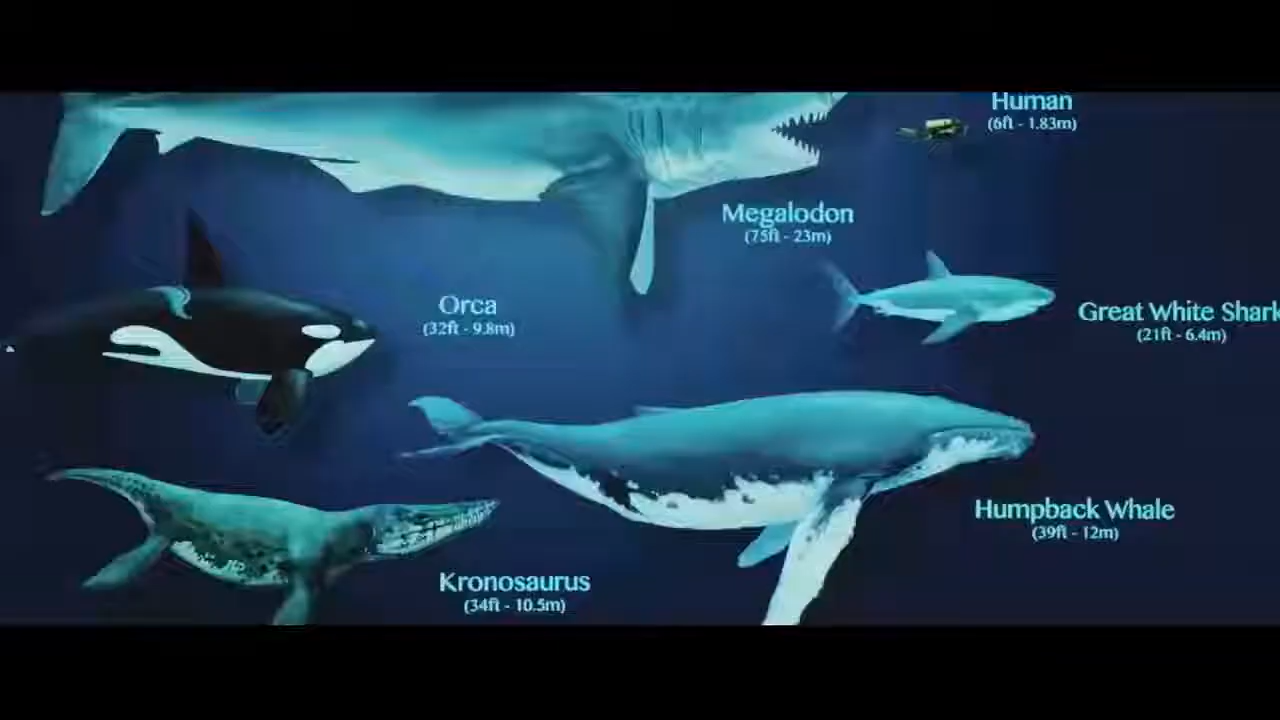 Human
(6ft - 1.83m)
Megalodon
(75ft - 23m)
Orca
(32ft - 9.8m)
Great White Shark
(21ft - 6.4m)
Humpback Whale
(39ft - 12m)
Kronosaurus
(34ft - 10.5m)